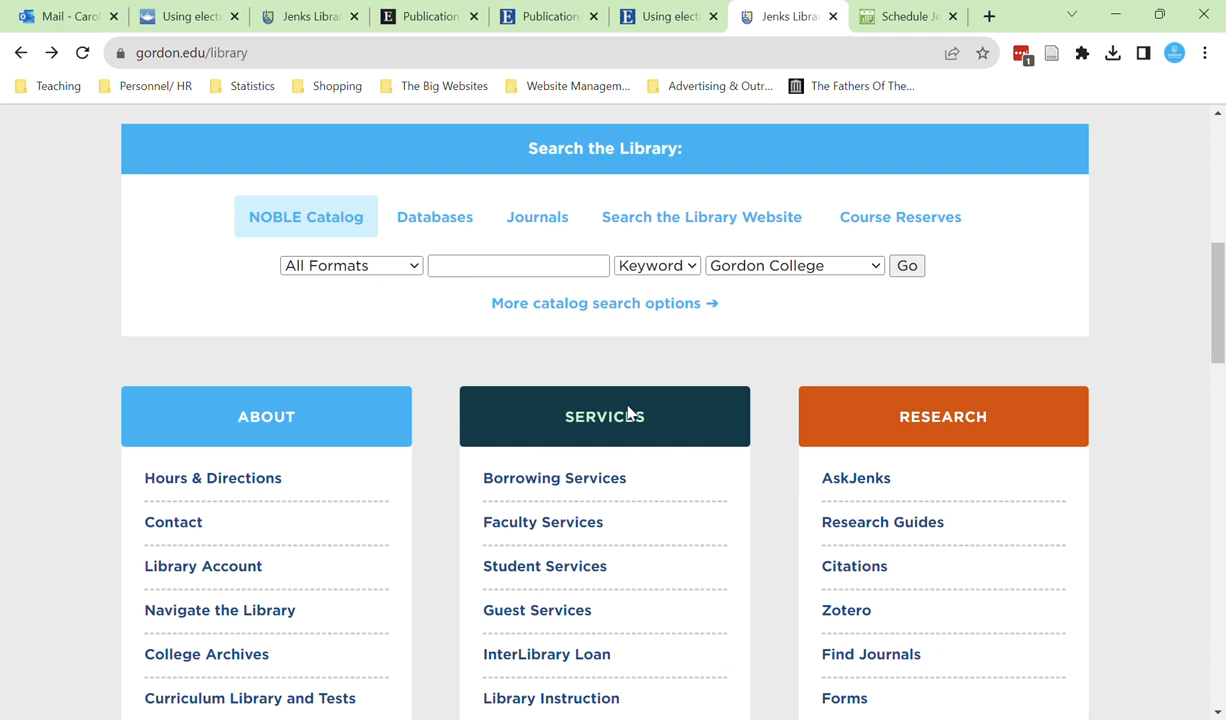 Mail - Carol
Using elect
Jenks Librar
Publication
Publication
Using elect
Jenks Librar
Schedule Je
gordon.edu/library
1
Teaching
Personnel/ HR
Statistics
Shopping
The Big Websites
Website Managem...
Advertising & Outr...
The Fathers Of The...
Search the Library:
NOBLE Catalog Databases Journals Search the Library Website Course Reserves
All Formats Keyword Gordon College Go
More catalog search options ➔
ABOUT
Hours & Directions
Contact
Library Account
Navigate the Library
College Archives
Curriculum Library and Tests
SERVICES
Borrowing Services
Faculty Services
Student Services
Guest Services
InterLibrary Loan
Library Instruction
RESEARCH
AskJenks
Research Guides
Citations
Zotero
Find Journals
Forms